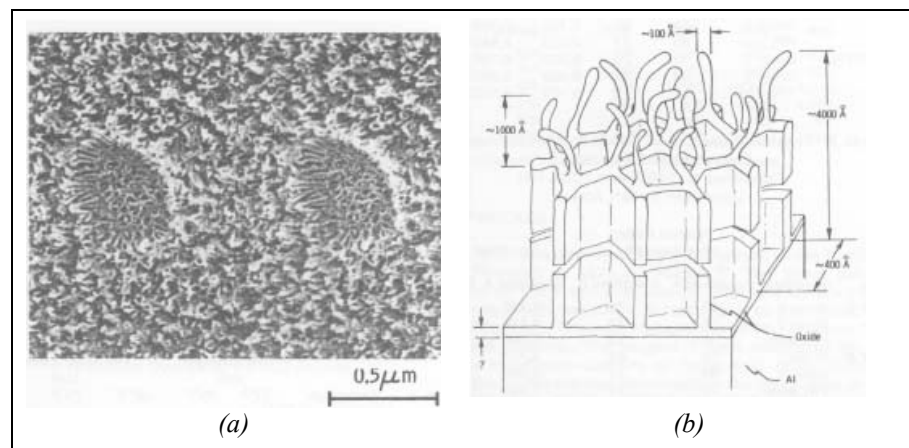 ~100 Å
~1000 Å
~4000 Å
~400 Å
Oxide
?
Al
0,5µm
(a)
(b)